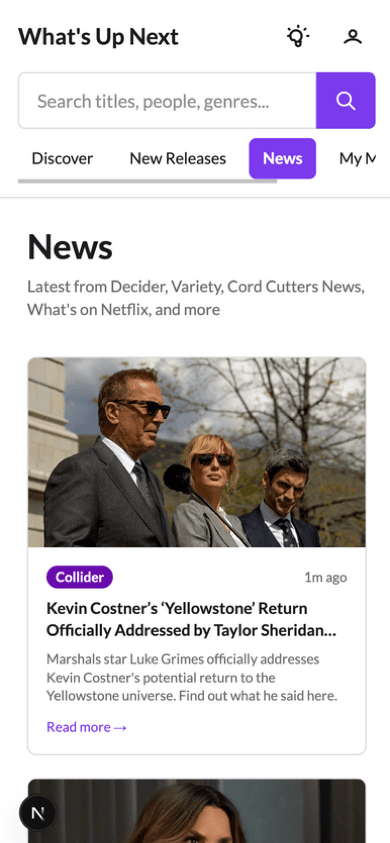 What's Up Next
Search titles, people, genres...
Discover New Releases News My M
News
Latest from Decider, Variety, Cord Cutters News,
What's on Netflix, and more
Collider 1m ago
Kevin Costner’s ‘Yellowstone’ Return
Officially Addressed by Taylor Sheridan...
Marshals star Luke Grimes officially addresses
Kevin Costner's potential return to the
Yellowstone universe. Find out what he said here.
Read more →
N